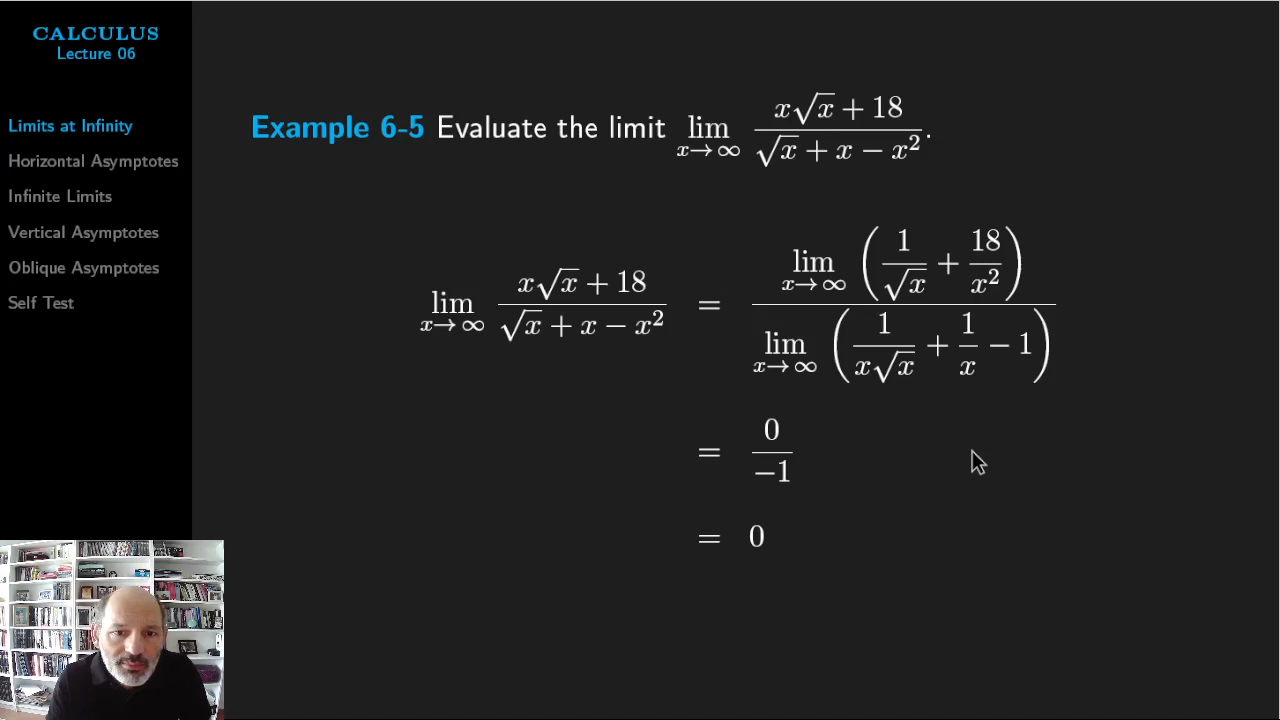 CALCULUS
Lecture 06
Limits at Infinity
Horizontal Asymptotes
Infinite Limits
Vertical Asymptotes
Oblique Asymptotes
Self Test
Example 6-5 Evaluate the limit lim_{x→∞} (x√x + 18)/(√x + x − x²).
lim_{x→∞} (x√x + 18)/(√x + x − x²) = lim_{x→∞} (1/√x + 18/x²) / lim_{x→∞} (1/(x√x) + 1/x − 1)
= 0/−1
= 0